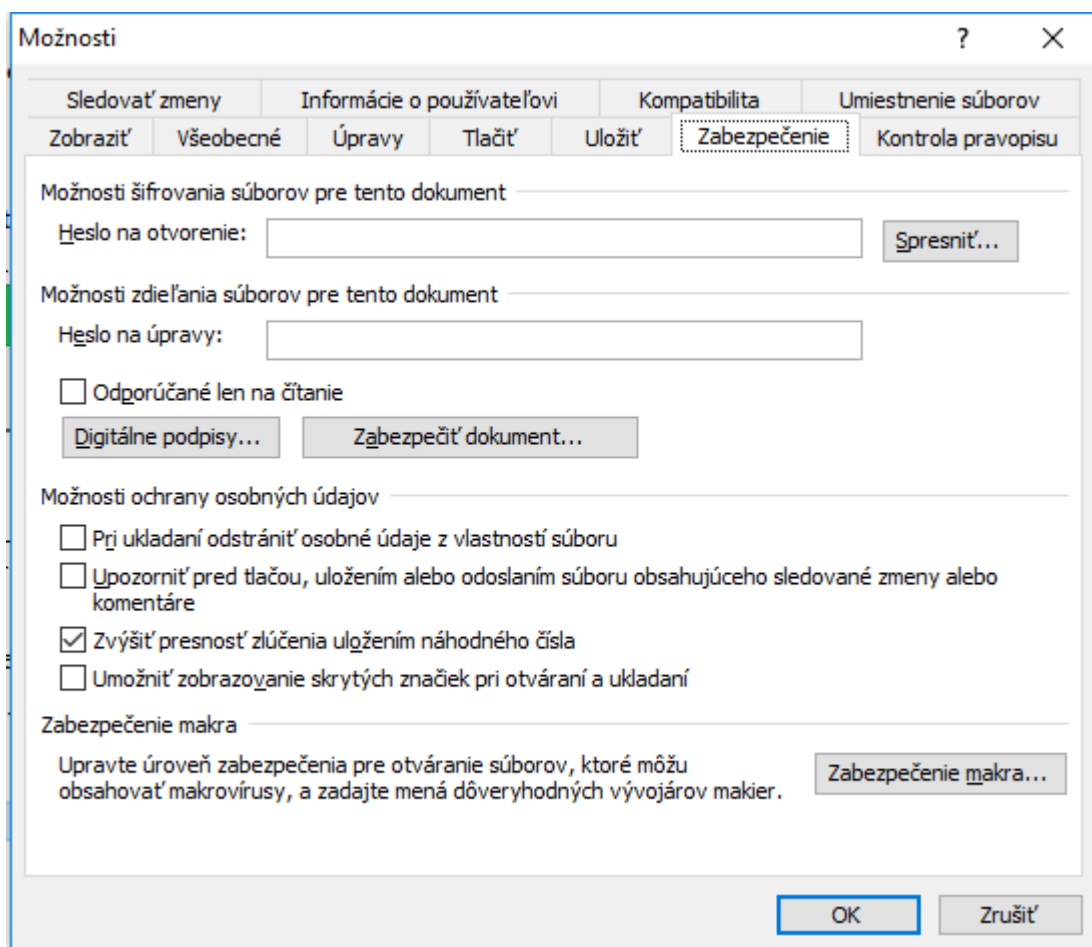 Možnosti
?
Sledovať zmeny Informácie o používateľovi Kompatibilita Umiestnenie súborov
Zobraziť Všeobecné Úpravy Tlačiť Uložiť Zabezpečenie Kontrola pravopisu
Možnosti šifrovania súborov pre tento dokument
Heslo na otvorenie: Spresniť...
Možnosti zdieľania súborov pre tento dokument
Heslo na úpravy:
Odporúčané len na čítanie
Digitálne podpisy... Zabezpečiť dokument...
Možnosti ochrany osobných údajov
Pri ukladaní odstrániť osobné údaje z vlastností súboru
Upozorniť pred tlačou, uložením alebo odoslaním súboru obsahujúceho sledované zmeny alebo
komentáre
Zvýšiť presnosť zlúčenia uložením náhodného čísla
Umožniť zobrazovanie skrytých značiek pri otváraní a ukladaní
Zabezpečenie makra
Upravte úroveň zabezpečenia pre otváranie súborov, ktoré môžu
obsahovať makrovírusy, a zadajte mená dôveryhodných vývojárov makier.
Zabezpečenie makra...
OK Zrušiť